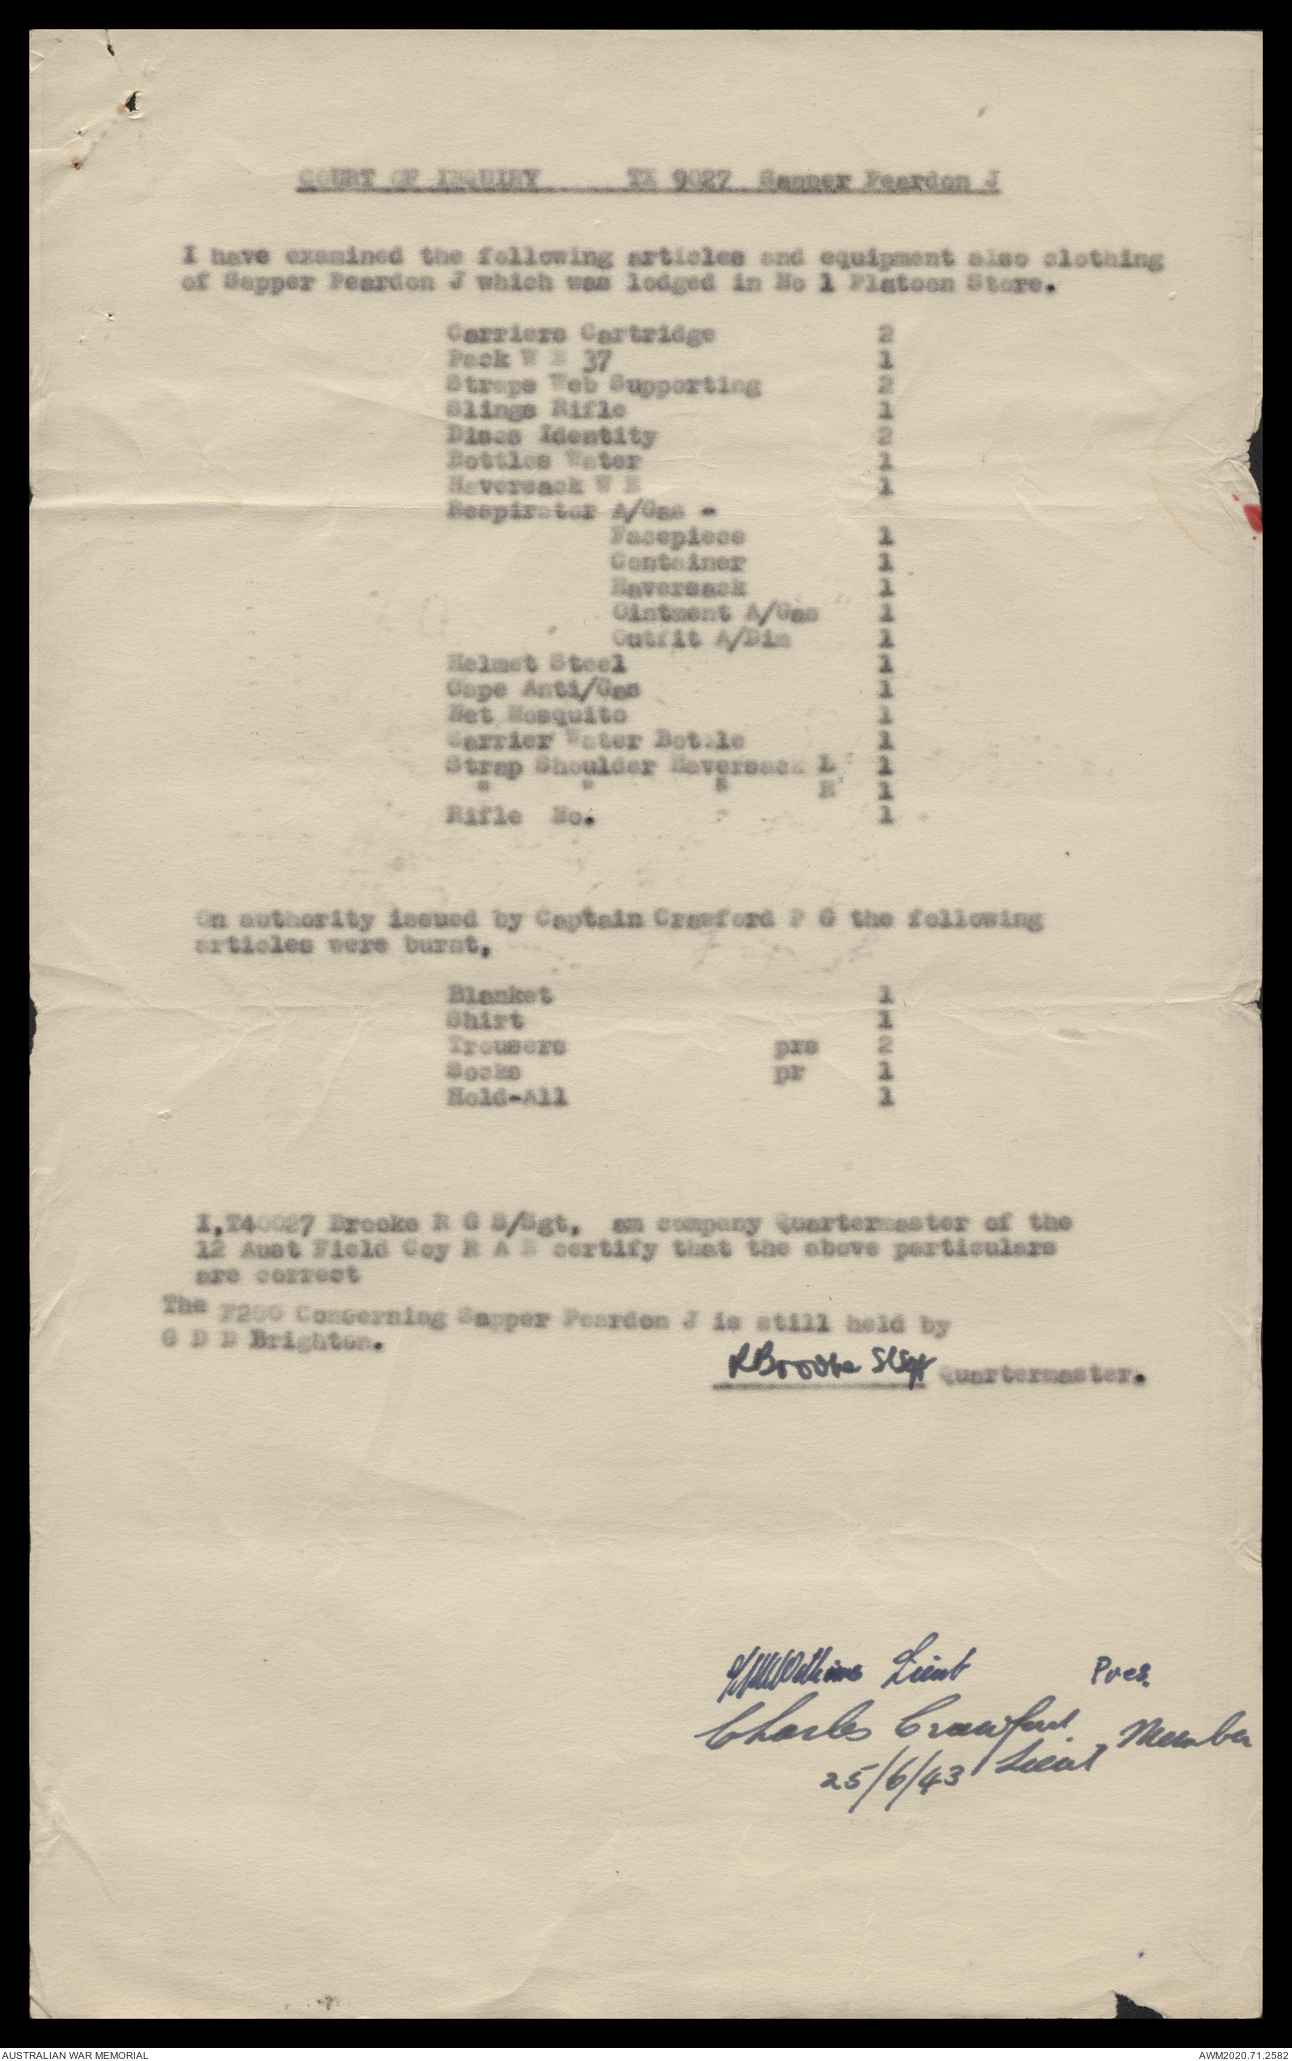 COURT OF INQUIRY TX 9027 Sapper Peardon J
I have examined the following articles and equipment also clothing
of Sapper Peardon J which was lodged in No 1 Platoon Store.
Carriers Cartridge 2
Pack W E 37 1
Straps Web Supporting 2
Slings Rifle 1
Discs Identity 2
Bottles Water 1
Haversack W E 1
Respirator A/Gas -
Facepiece 1
Container 1
Haversack 1
Ointment A/Gas 1
Outfit A/Dim 1
Helmet Steel 1
Cape Anti/Gas 1
Net Mosquito 1
Carrier Water Bottle 1
Strap Shoulder Haversack L 1
" " " R 1
Rifle No. 1
On authority issued by Captain Crawford P G the following
articles were burnt,
Blanket 1
Shirt 1
Trousers prs 2
Socks pr 1
Hold-All 1
I,T40027 Brooke R G S/Sgt, am company Quartermaster of the
12 Aust Field Coy R A E certify that the above particulars
are correct
The F200 Concerning Sapper Peardon J is still held by
G D D Brighton.
RBrooke S/Sgt Quartermaster.
Lieut Pres.
Charles Crawford Member
25/6/43 Lieut
AUSTRALIAN WAR MEMORIAL AWM2020.71.2582